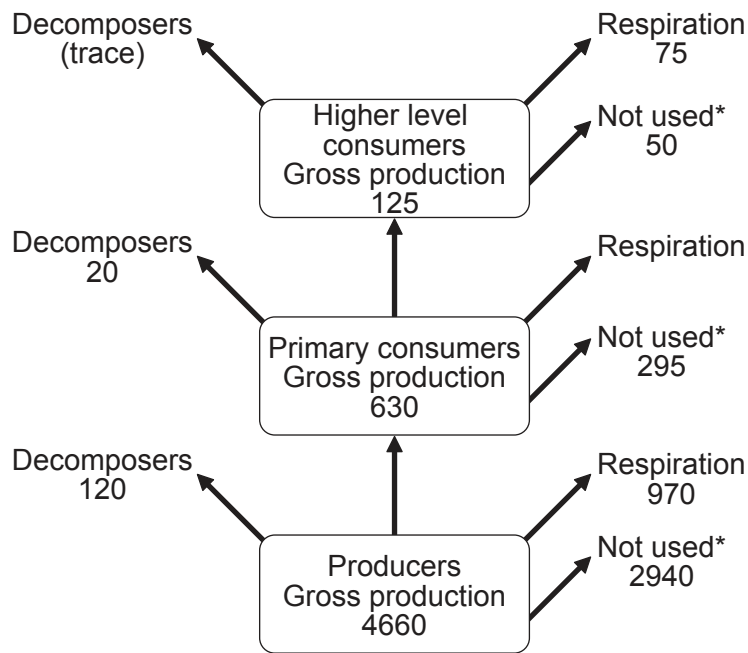 Decomposers
(trace)
Respiration
75
Higher level
consumers
Gross production
125
Not used*
50
Decomposers
20
Respiration
Primary consumers
Gross production
630
Not used*
295
Decomposers
120
Respiration
970
Producers
Gross production
4660
Not used*
2940